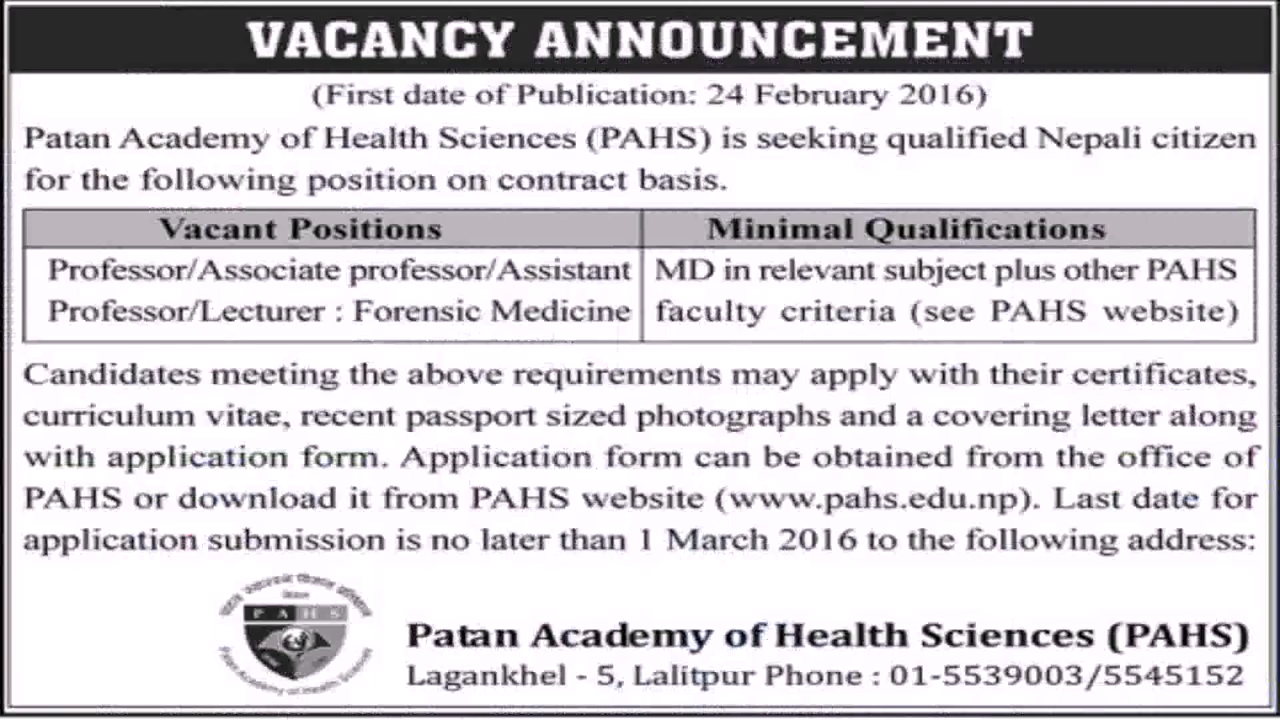 VACANCY ANNOUNCEMENT
(First date of Publication: 24 February 2016)
Patan Academy of Health Sciences (PAHS) is seeking qualified Nepali citizen
for the following position on contract basis.
Vacant Positions Minimal Qualifications
Professor/Associate professor/Assistant MD in relevant subject plus other PAHS
Professor/Lecturer : Forensic Medicine faculty criteria (see PAHS website)
Candidates meeting the above requirements may apply with their certificates,
curriculum vitae, recent passport sized photographs and a covering letter along
with application form. Application form can be obtained from the office of
PAHS or download it from PAHS website (www.pahs.edu.np). Last date for
application submission is no later than 1 March 2016 to the following address:
PAHS
Patan Academy of Health Sciences
Patan Academy of Health Sciences (PAHS)
Lagankhel - 5, Lalitpur Phone : 01-5539003/5545152